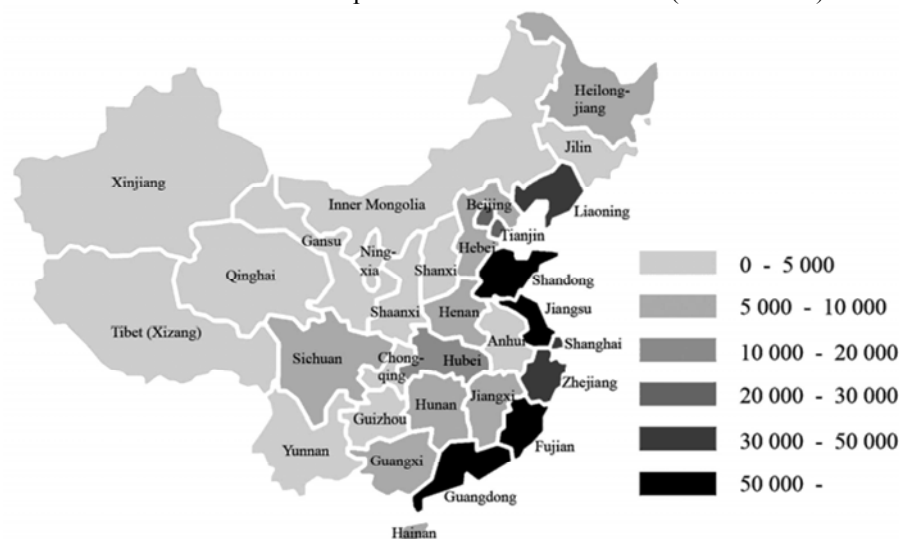 Heilong-
jiang
Jilin
Xinjiang
Inner Mongolia
Beijing
Liaoning
Tianjin
Gansu
Ning-
xia
Hebei
Qinghai
Shanxi
Shandong
Shaanxi
Henan
Jiangsu
Tibet (Xizang)
Anhui
Shanghai
Sichuan
Chong-
qing
Hubei
Zhejiang
Hunan
Jiangxi
Guizhou
Yunnan
Guangxi
Fujian
Guangdong
Hainan
0 - 5 000
5 000 - 10 000
10 000 - 20 000
20 000 - 30 000
30 000 - 50 000
50 000 -